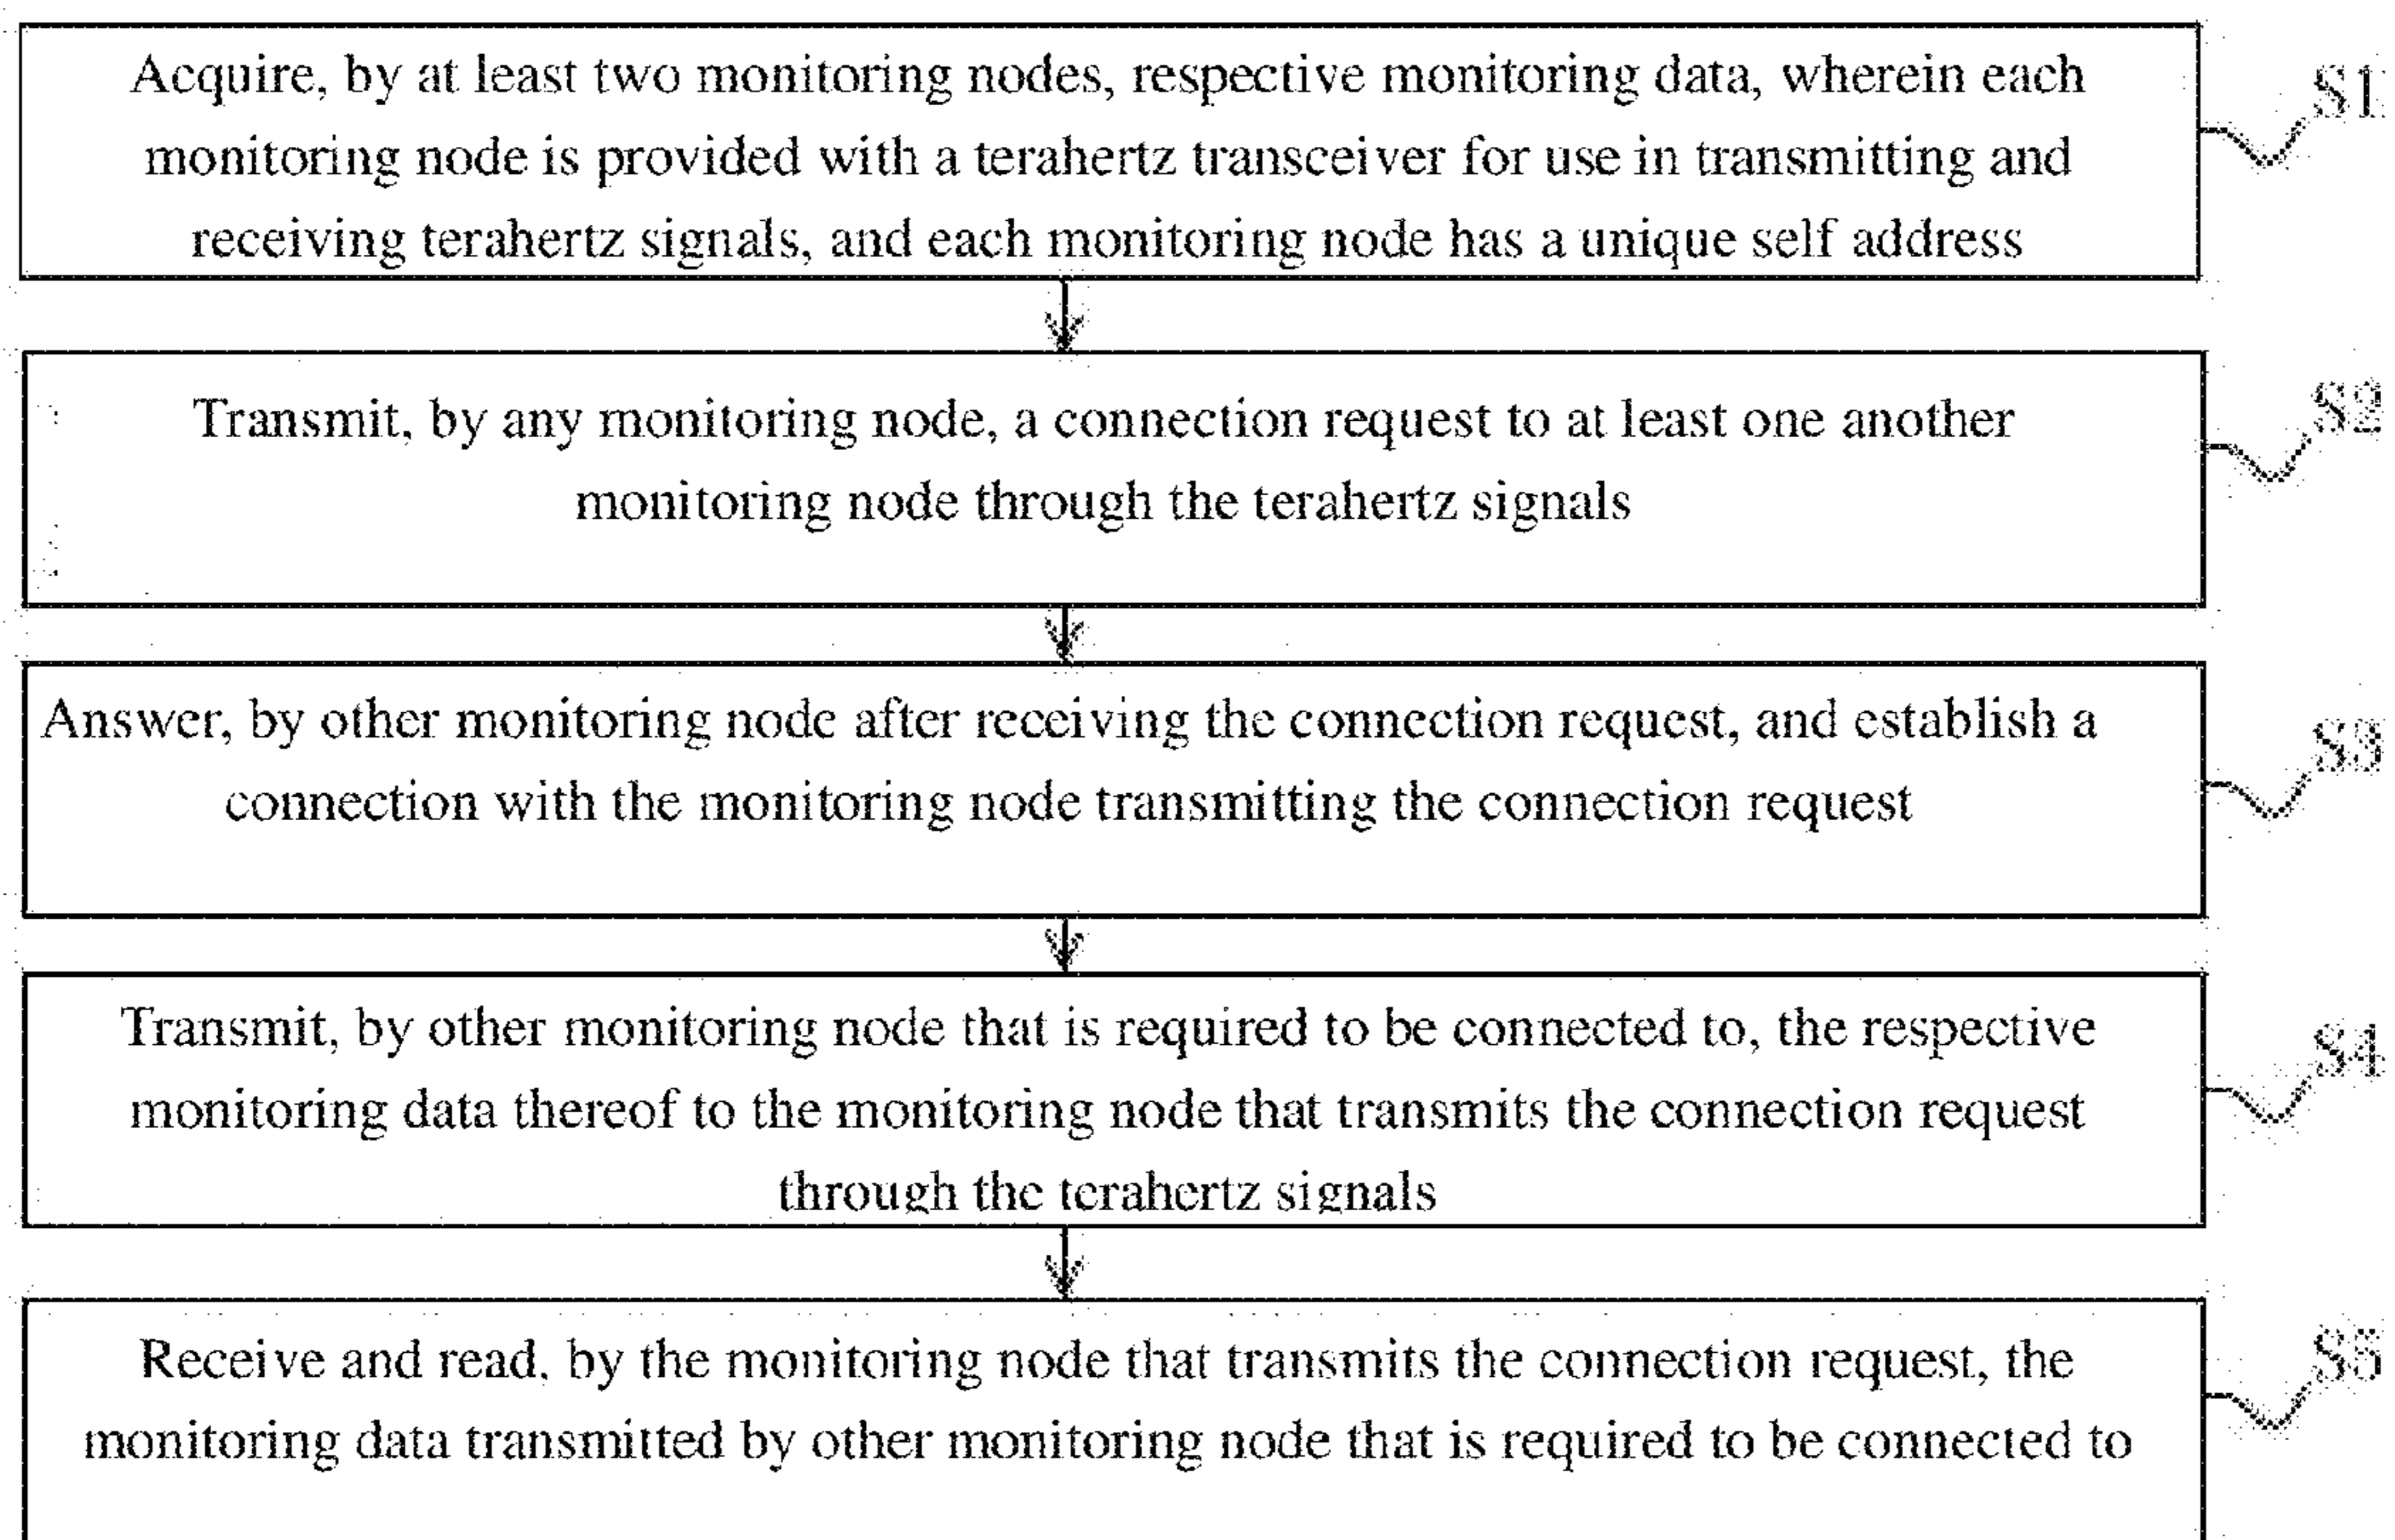 Acquire, by at least two monitoring nodes, respective monitoring data, wherein each
monitoring node is provided with a terahertz transceiver for use in transmitting and
receiving terahertz signals, and each monitoring node has a unique self address
S1
Transmit, by any monitoring node, a connection request to at least one another
monitoring node through the terahertz signals
S2
Answer, by other monitoring node after receiving the connection request, and establish a
connection with the monitoring node transmitting the connection request
S3
Transmit, by other monitoring node that is required to be connected to, the respective
monitoring data thereof to the monitoring node that transmits the connection request
through the terahertz signals
S4
Receive and read, by the monitoring node that transmits the connection request, the
monitoring data transmitted by other monitoring node that is required to be connected to
S5